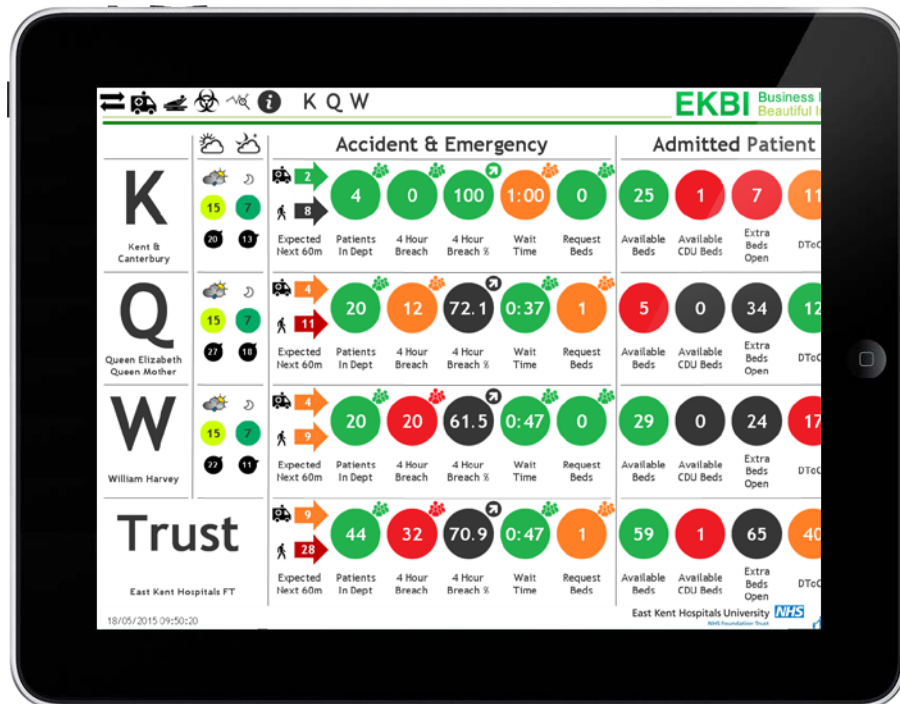 K Q W
EKBI Business
Beautiful
Accident & Emergency
Admitted Patient
K
Kent &
Canterbury
15 7
20 13
2
8
4 0 100 1:00 0
25 1 7 11
Expected Next 60m
Patients In Dept
4 Hour Breach
4 Hour Breach %
Wait Time
Request Beds
Available Beds
Available CDU Beds
Extra Beds Open
DToC
Q
Queen Elizabeth
Queen Mother
15 7
27 18
4
11
20 12 72.1 0:37 1
5 0 34 12
Expected Next 60m
Patients In Dept
4 Hour Breach
4 Hour Breach %
Wait Time
Request Beds
Available Beds
Available CDU Beds
Extra Beds Open
DToC
W
William Harvey
15 7
22 11
4
9
20 20 61.5 0:47 0
29 0 24 17
Expected Next 60m
Patients In Dept
4 Hour Breach
4 Hour Breach %
Wait Time
Request Beds
Available Beds
Available CDU Beds
Extra Beds Open
DToC
Trust
East Kent Hospitals FT
9
28
44 32 70.9 0:47 1
59 1 65 40
Expected Next 60m
Patients In Dept
4 Hour Breach
4 Hour Breach %
Wait Time
Request Beds
Available Beds
Available CDU Beds
Extra Beds Open
DToC
18/05/2015 09:50:20
East Kent Hospitals University NHS
NHS Foundation Trust